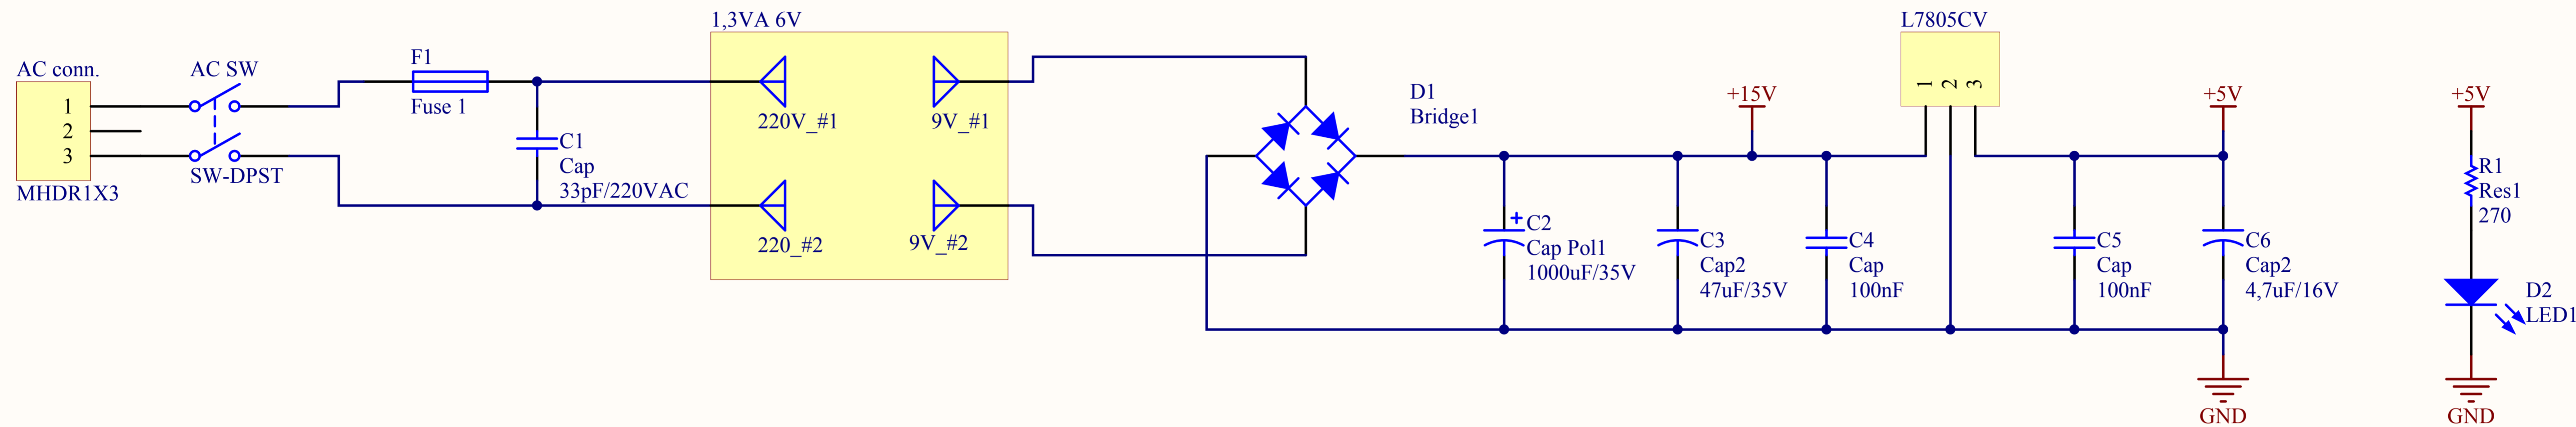 AC conn.
1
2
3
MHDR1X3
AC SW
SW-DPST
F1
Fuse 1
C1
Cap
33pF/220VAC
1,3VA 6V
220V_#1
9V_#1
220_#2
9V_#2
D1
Bridge1
C2
Cap Pol1
1000uF/35V
C3
Cap2
47uF/35V
+15V
C4
Cap
100nF
L7805CV
1
2
3
C5
Cap
100nF
+5V
C6
Cap2
4,7uF/16V
GND
+5V
R1
Res1
270
D2
LED1
GND